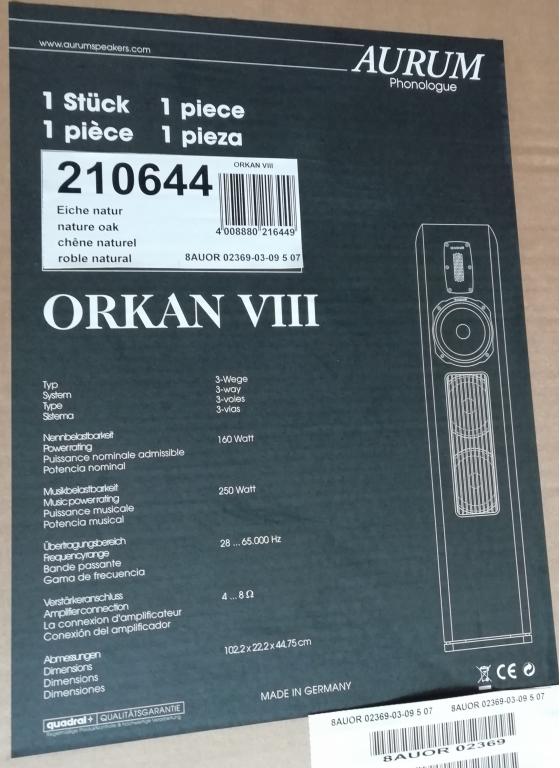 www.aurumspeakers.com
AURUM
Phonologue
1 Stück 1 piece
1 pièce 1 pieza
210644
ORKAN VIII
4 008880 216449
Eiche natur
nature oak
chêne naturel
roble natural
8AUOR 02369-03-09 5 07
ORKAN VIII
Typ 3-Wege
System 3-way
Type 3-voies
Sistema 3-vias
Nennbelastbarkeit 160 Watt
Powerrating
Puissance nominale admissible
Potencia nominal
Musikbelastbarkeit 250 Watt
Music powerrating
Puissance musicale
Potencia musical
Übertragungsbereich 28 ... 65.000 Hz
Frequencyrange
Bande passante
Gama de frecuencia
Verstärkeranschluss 4 ... 8 Ω
Amplifierconnection
La connexion d'amplificateur
Conexión del amplificador
Abmessungen 102,2 x 22,2 x 44,75 cm
Dimensions
Dimensions
Dimensiones
MADE IN GERMANY
CE
quadral+ QUALITÄTSGARANTIE
Regelmäßige Produktkontrolle & Nachhaltige Verarbeitung
8AUOR 02369-03-09 5 07 8AUOR 02369-03-09 5 07
8AUOR 02369